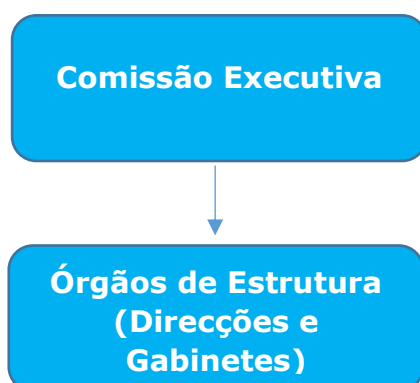 Comissão Executiva
Órgãos de Estrutura
(Direcções e
Gabinetes)